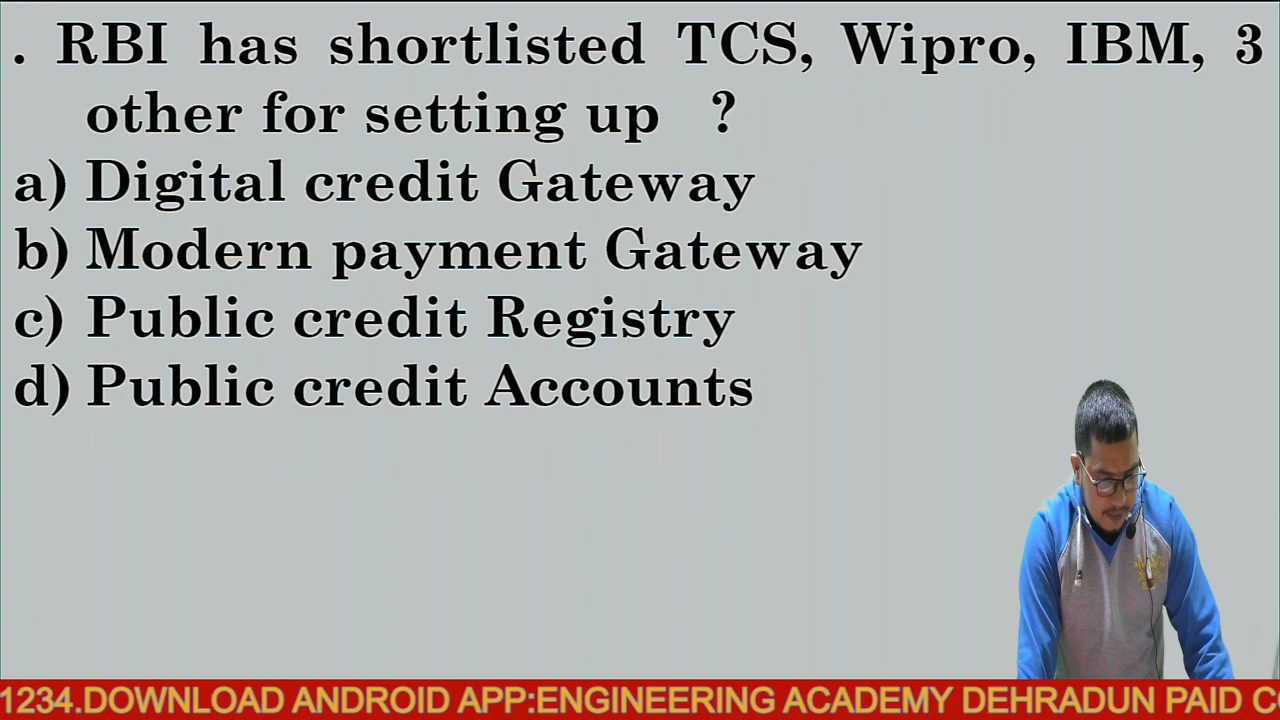 . RBI has shortlisted TCS, Wipro, IBM, 3
other for setting up ?
a) Digital credit Gateway
b) Modern payment Gateway
c) Public credit Registry
d) Public credit Accounts
1234.DOWNLOAD ANDROID APP:ENGINEERING ACADEMY DEHRADUN PAID